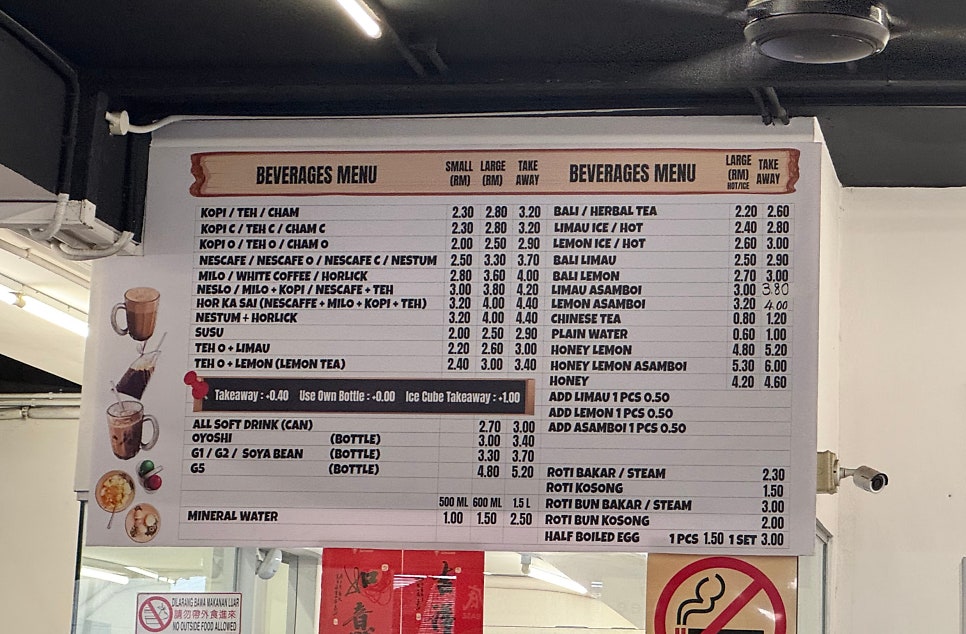 BEVERAGES MENU SMALL (RM) LARGE (RM) TAKE AWAY
KOPI / TEH / CHAM 2.30 2.80 3.20
KOPI C / TEH C / CHAM C 2.30 2.80 3.20
KOPI O / TEH O / CHAM O 2.00 2.50 2.90
NESCAFE / NESCAFE O / NESCAFE C / NESTUM 2.50 3.30 3.70
MILO / WHITE COFFEE / HORLICK 2.80 3.60 4.00
NESLO / MILO + KOPI / NESCAFE + TEH 3.00 3.80 4.20
HOR KA SAI (NESCAFFE + MILO + KOPI + TEH) 3.20 4.00 4.40
NESTUM + HORLICK 3.20 4.00 4.40
SUSU 2.00 2.50 2.90
TEH O + LIMAU 2.20 2.60 3.00
TEH O + LEMON (LEMON TEA) 2.40 3.00 3.40
Takeaway : +0.40 Use Own Bottle : +0.00 Ice Cube Takeaway : +1.00
ALL SOFT DRINK (CAN) 2.70 3.00
OYOSHI (BOTTLE) 3.00 3.40
G1 / G2 / SOYA BEAN (BOTTLE) 3.30 3.70
G5 (BOTTLE) 4.80 5.20
500 ML 600 ML 1.5 L
MINERAL WATER 1.00 1.50 2.50
BEVERAGES MENU LARGE (RM) HOT/ICE TAKE AWAY
BALI / HERBAL TEA 2.20 2.60
LIMAU ICE / HOT 2.40 2.80
LEMON ICE / HOT 2.60 3.00
BALI LIMAU 2.50 2.90
BALI LEMON 2.70 3.00
LIMAU ASAMBOI 3.00 3.80
LEMON ASAMBOI 3.20 4.00
CHINESE TEA 0.80 1.20
PLAIN WATER 0.60 1.00
HONEY LEMON 4.80 5.20
HONEY LEMON ASAMBOI 5.30 6.00
HONEY 4.20 4.60
ADD LIMAU 1 PCS 0.50
ADD LEMON 1 PCS 0.50
ADD ASAMBOI 1 PCS 0.50
ROTI BAKAR / STEAM 2.30
ROTI KOSONG 1.50
ROTI BUN BAKAR / STEAM 3.00
ROTI BUN KOSONG 2.00
HALF BOILED EGG 1 PCS 1.50 1 SET 3.00
DILARANG BAWA MAKANAN LUAR
請勿帶外食進來
NO OUTSIDE FOOD ALLOWED
如意
吉